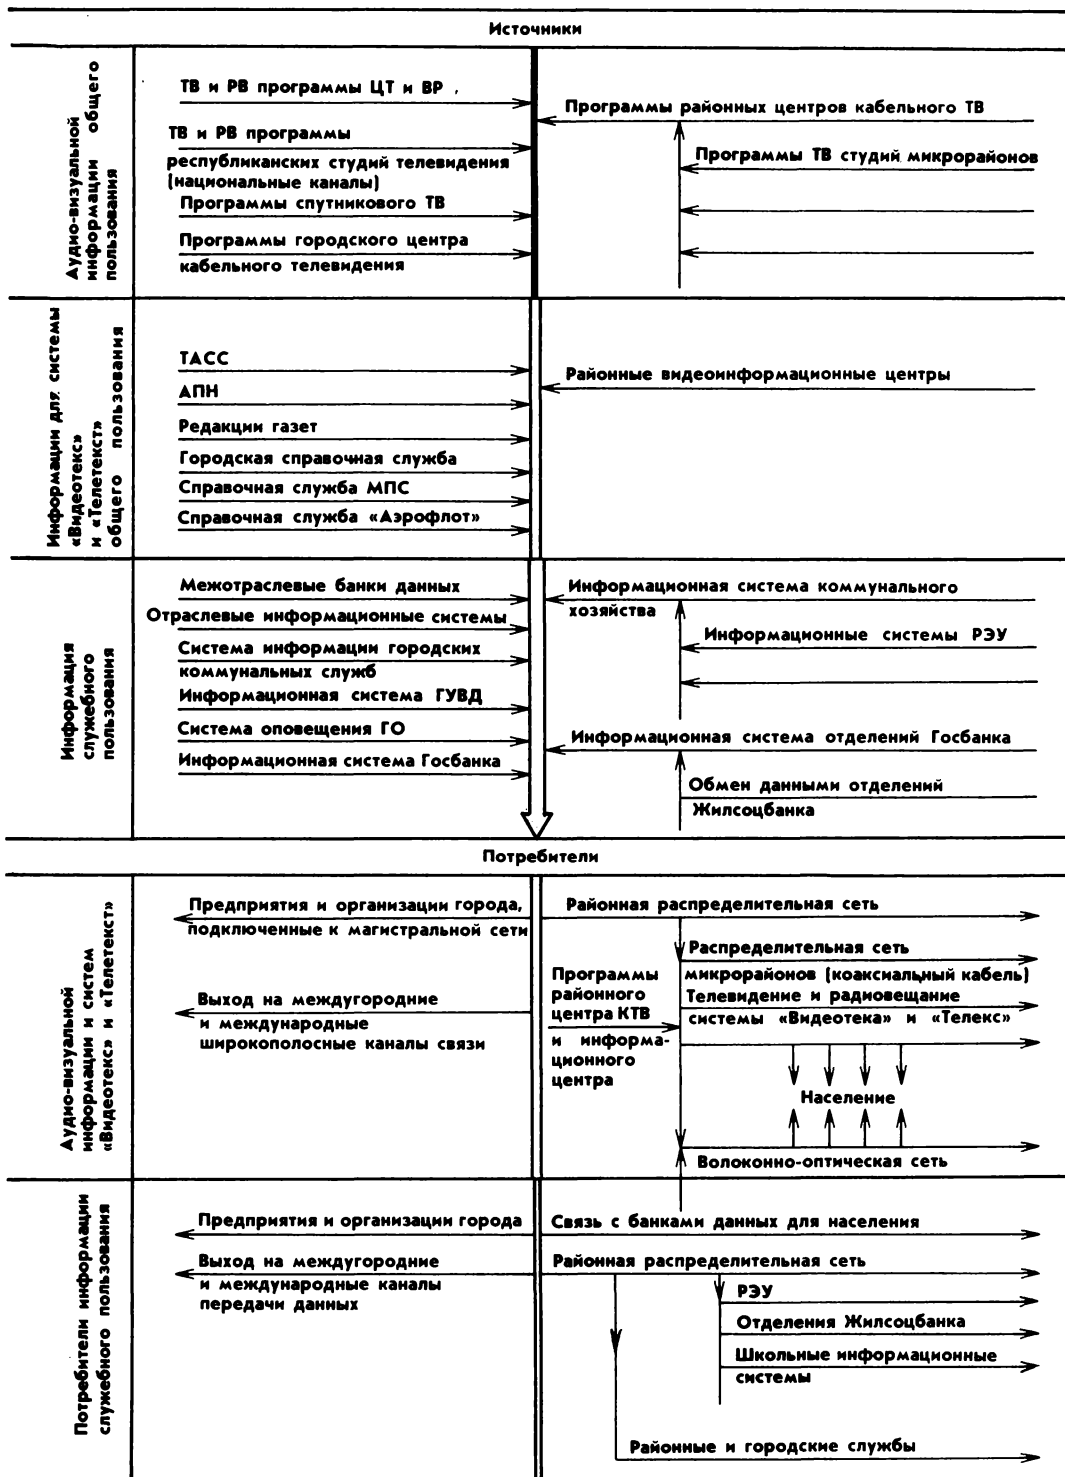 Источники
Аудио-визуальной
информации общего
пользования
ТВ и РВ программы ЦТ и ВР
ТВ и РВ программы
республиканских студий телевидения
(национальные каналы)
Программы спутникового ТВ
Программы городского центра
кабельного телевидения
Программы районных центров кабельного ТВ
Программы ТВ студий микрорайонов
Информации для системы
«Видеотекс»
и «Телетекст»
общего пользования
ТАСС
АПН
Редакции газет
Городская справочная служба
Справочная служба МПС
Справочная служба «Аэрофлот»
Районные видеоинформационные центры
Информация
служебного
пользования
Межотраслевые банки данных
Отраслевые информационные системы
Система информации городских
коммунальных служб
Информационная система ГУВД
Система оповещения ГО
Информационная система Госбанка
Информационная система коммунального
хозяйства
Информационные системы РЭУ
Информационная система отделений Госбанка
Обмен данными отделений
Жилсоцбанка
Потребители
Аудио-визуальной
информации и систем
«Видеотекс» и «Телетекст»
Предприятия и организации города,
подключенные к магистральной сети
Выход на междугородние
и международные
широкополосные каналы связи
Районная распределительная сеть
Программы
районного
центра КТВ
и информа-
ционного
центра
Распределительная сеть
микрорайонов (коаксиальный кабель)
Телевидение и радиовещание
системы «Видеотека» и «Телекс»
Население
Волоконно-оптическая сеть
Потребители информации
служебного пользования
Предприятия и организации города
Выход на междугородние
и международные каналы
передачи данных
Связь с банками данных для населения
Районная распределительная сеть
РЭУ
Отделения Жилсоцбанка
Школьные информационные
системы
Районные и городские службы